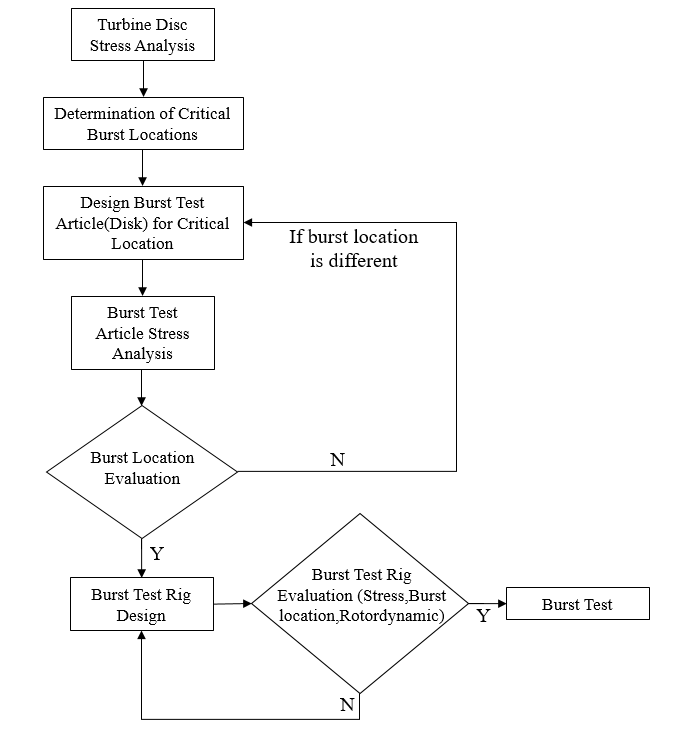 Turbine Disc
Stress Analysis
Determination of Critical
Burst Locations
Design Burst Test
Article(Disk) for Critical
Location
If burst location
is different
Burst Test
Article Stress
Analysis
Burst Location
Evaluation
N
Y
Burst Test Rig
Design
Burst Test Rig
Evaluation (Stress,Burst
location,Rotordynamic)
Y
Burst Test
N